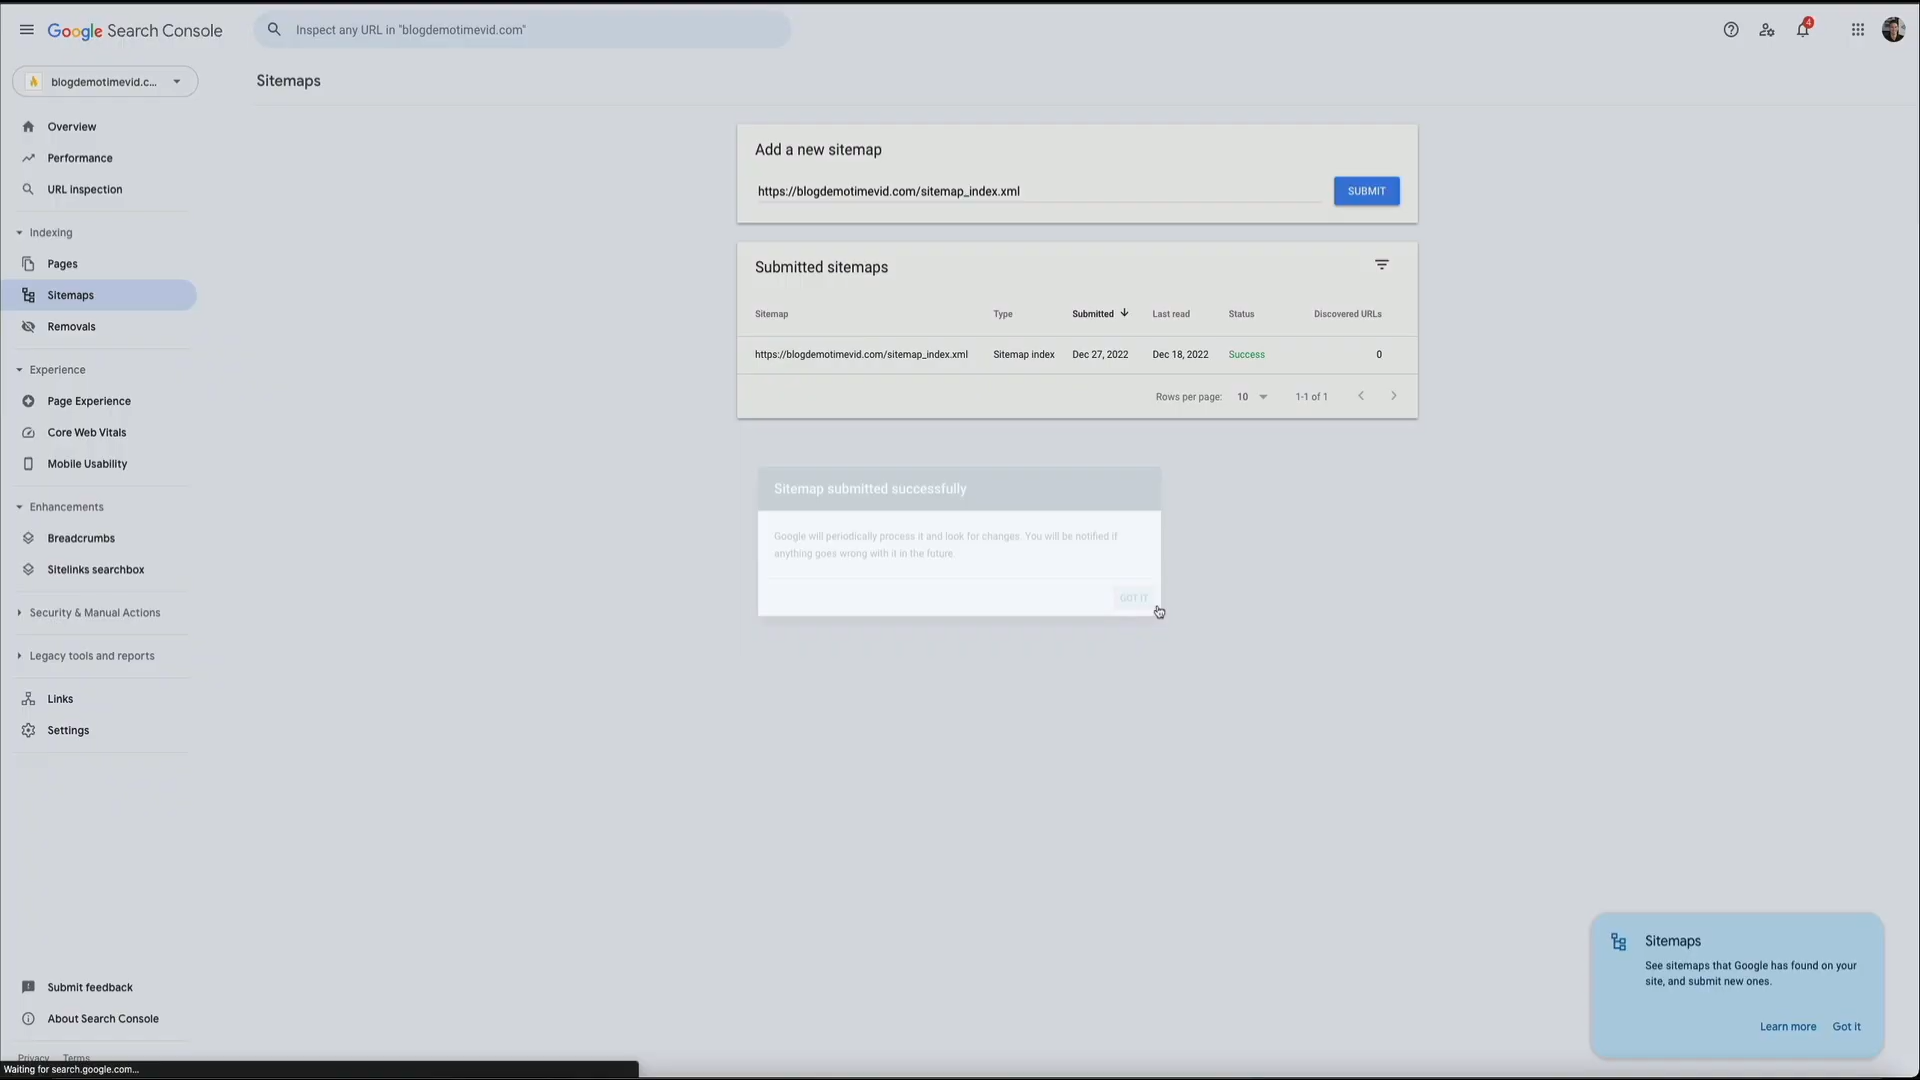 Google Search Console
Inspect any URL in "blogdemotimevid.com"
4
blogdemotimevid.c...
Sitemaps
Overview
Performance
URL inspection
Indexing
Pages
Sitemaps
Removals
Experience
Page Experience
Core Web Vitals
Mobile Usability
Enhancements
Breadcrumbs
Sitelinks searchbox
Security & Manual Actions
Legacy tools and reports
Links
Settings
Submit feedback
About Search Console
Privacy Terms
Add a new sitemap
https://blogdemotimevid.com/sitemap_index.xml
SUBMIT
Submitted sitemaps
Sitemap Type Submitted Last read Status Discovered URLs
https://blogdemotimevid.com/sitemap_index.xml Sitemap index Dec 27, 2022 Dec 18, 2022 Success 0
Rows per page: 10 1-1 of 1
Sitemap submitted successfully
Google will periodically process it and look for changes. You will be notified if
anything goes wrong with it in the future.
GOT IT
Sitemaps
See sitemaps that Google has found on your
site, and submit new ones.
Learn more Got it
Waiting for search.google.com...